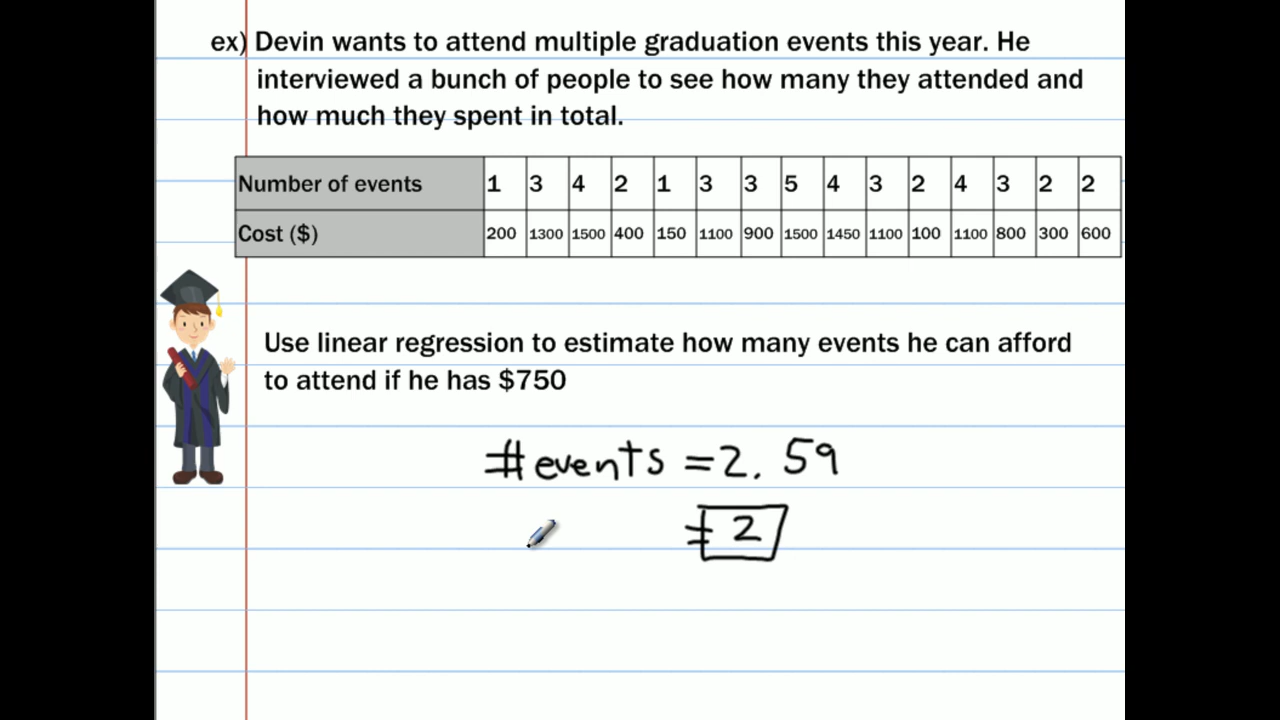 ex) Devin wants to attend multiple graduation events this year. He
interviewed a bunch of people to see how many they attended and
how much they spent in total.
Number of events 1 3 4 2 1 3 3 5 4 3 2 4 3 2 2
Cost ($) 200 1300 1500 400 150 1100 900 1500 1450 1100 100 1100 800 300 600
Use linear regression to estimate how many events he can afford
to attend if he has $750
# events = 2. 59
= 2